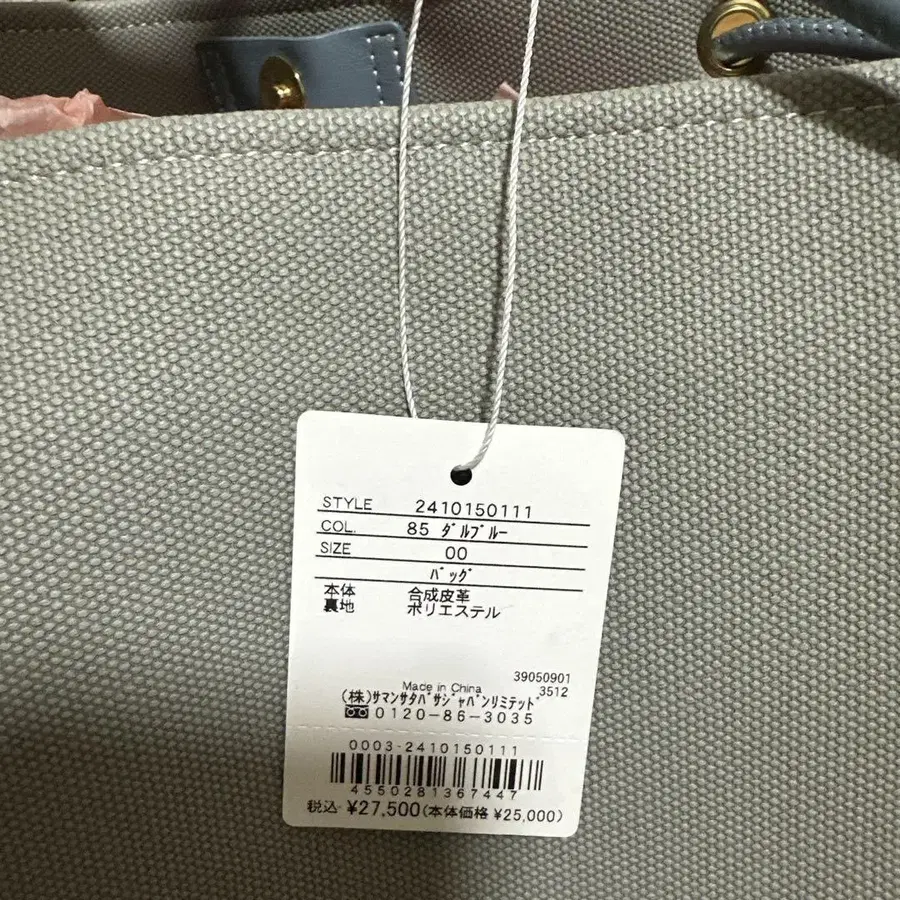 STYLE 2410150111
COL. 85 ﾀﾞﾙﾌﾞﾙｰ
SIZE 00
ﾊﾞｯｸﾞ
本体 合成皮革
裏地 ポリエステル
39050901
Made in China 3512
(株)ｻﾏﾝｻﾀﾊﾞｻｼﾞｬﾊﾟﾝﾘﾐﾃｯﾄﾞ
0120-86-3035
0003-2410150111
4550281367447
税込 ¥27,500(本体価格 ¥25,000)